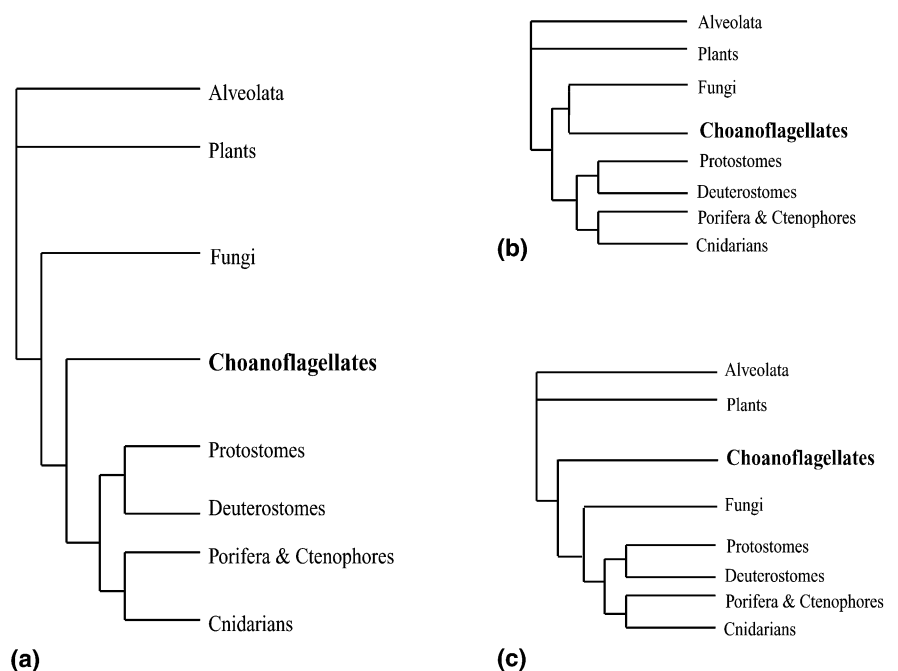 Alveolata
Plants
Fungi
Choanoflagellates
Protostomes
Deuterostomes
Porifera & Ctenophores
Cnidarians
(a)
Alveolata
Plants
Fungi
Choanoflagellates
Protostomes
Deuterostomes
Porifera & Ctenophores
Cnidarians
(b)
Alveolata
Plants
Choanoflagellates
Fungi
Protostomes
Deuterostomes
Porifera & Ctenophores
Cnidarians
(c)